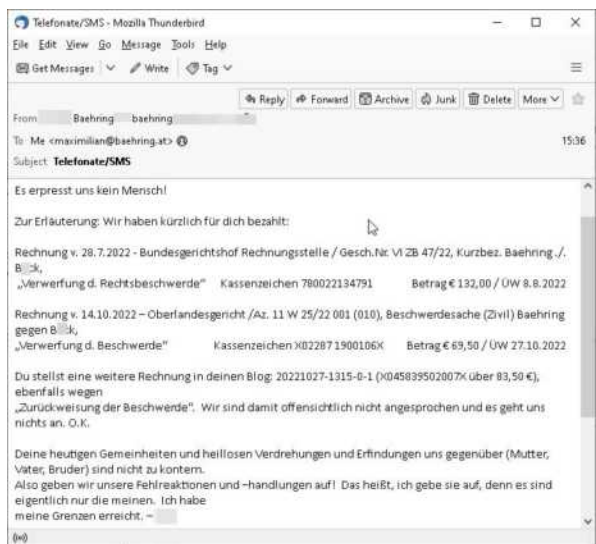 Telefonate/SMS - Mozilla Thunderbird
File Edit View Go Message Tools Help
Get Messages Write Tag
Reply Forward Archive Junk Delete More
From Baehring baehring
To Me <maximilian@baehring.at> 15:36
Subject Telefonate/SMS
Es erpresst uns kein Mensch!
Zur Erläuterung: Wir haben kürzlich für dich bezahlt:
Rechnung v. 28.7.2022 - Bundesgerichtshof Rechnungsstelle / Gesch.Nr. VI ZB 47/22, Kurzbez. Baehring ./.
B ck,
„Verwerfung d. Rechtsbeschwerde“ Kassenzeichen 780022134791 Betrag € 132,00 / ÜW 8.8.2022
Rechnung v. 14.10.2022 – Oberlandesgericht /Az. 11 W 25/22 001 (010), Beschwerdesache (Zivil) Baehring
gegen B ck,
„Verwerfung d. Beschwerde“ Kassenzeichen X022871900106X Betrag € 69,50 / ÜW 27.10.2022
Du stellst eine weitere Rechnung in deinen Blog: 20221027-1315-0-1 (X045839502007X über 83,50 €),
ebenfalls wegen
„Zurückweisung der Beschwerde“. Wir sind damit offensichtlich nicht angesprochen und es geht uns
nichts an. O.K.
Deine heutigen Gemeinheiten und heillosen Verdrehungen und Erfindungen uns gegenüber (Mutter,
Vater, Bruder) sind nicht zu kontern.
Also geben wir unsere Fehlreaktionen und –handlungen auf! Das heißt, ich gebe sie auf, denn es sind
eigentlich nur die meinen. Ich habe
meine Grenzen erreicht. –